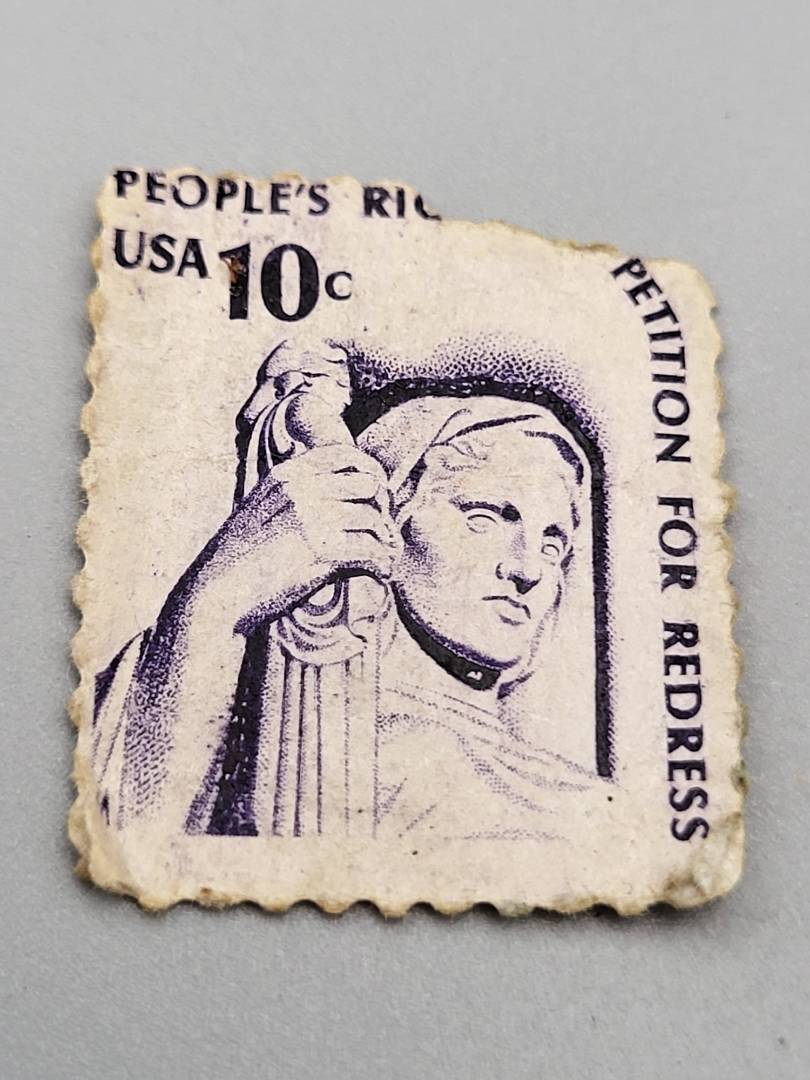 PEOPLE'S
USA 10c
PETITION FOR REDRESS